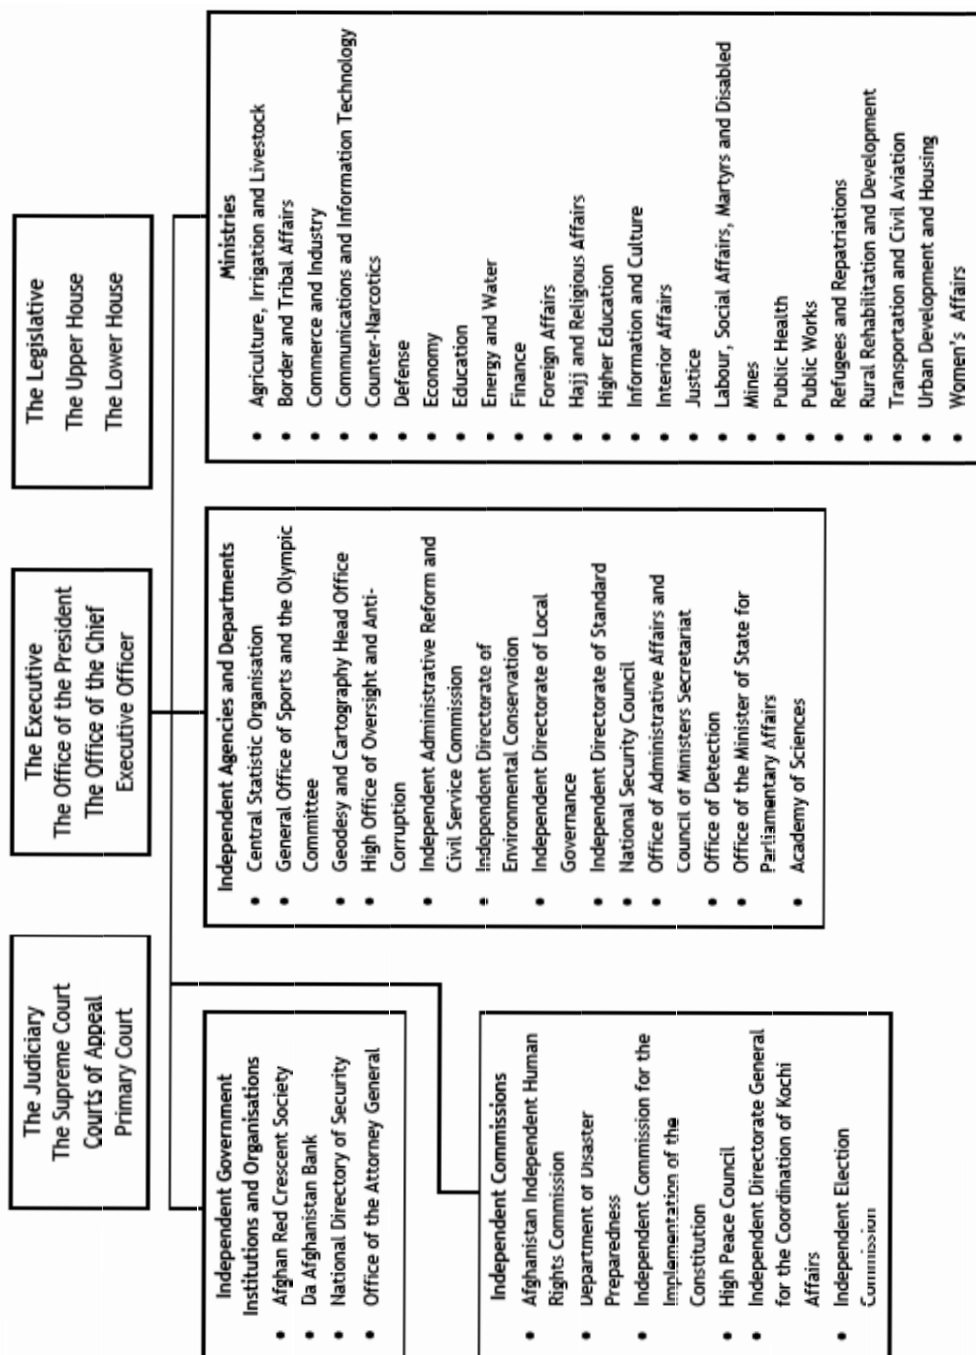 The Judiciary
The Supreme Court
Courts of Appeal
Primary Court
The Executive
The Office of the President
The Office of the Chief
Executive Officer
The Legislative
The Upper House
The Lower House
Independent Government
Institutions and Organisations
• Afghan Red Crescent Society
• Da Afghanistan Bank
• National Directory of Security
• Office of the Attorney General
Independent Commissions
• Afghanistan Independent Human
Rights Commission
• Department of Disaster
Preparedness
• Independent Commission for the
Implementation of the
Constitution
• High Peace Council
• Independent Directorate General
for the Coordination of Kochi
Affairs
• Independent Election
Commission
Independent Agencies and Departments
• Central Statistic Organisation
• General Office of Sports and the Olympic
Committee
• Geodesy and Cartography Head Office
• High Office of Oversight and Anti-
Corruption
• Independent Administrative Reform and
Civil Service Commission
• Independent Directorate of
Environmental Conservation
• Independent Directorate of Local
Governance
• Independent Directorate of Standard
• National Security Council
• Office of Administrative Affairs and
Council of Ministers Secretariat
• Office of Detection
• Office of the Minister of State for
Parliamentary Affairs
• Academy of Sciences
Ministries
• Agriculture, Irrigation and Livestock
• Border and Tribal Affairs
• Commerce and Industry
• Communications and Information Technology
• Counter-Narcotics
• Defense
• Economy
• Education
• Energy and Water
• Finance
• Foreign Affairs
• Hajj and Religious Affairs
• Higher Education
• Information and Culture
• Interior Affairs
• Justice
• Labour, Social Affairs, Martyrs and Disabled
• Mines
• Public Health
• Public Works
• Refugees and Repatriations
• Rural Rehabilitation and Development
• Transportation and Civil Aviation
• Urban Development and Housing
• Women's Affairs